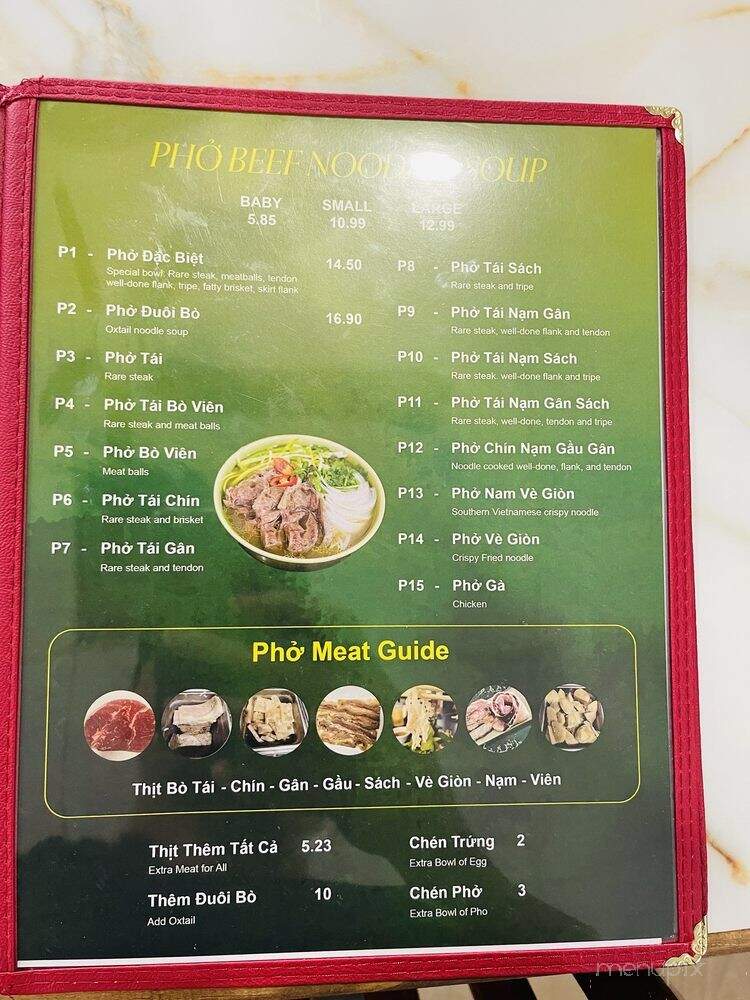 PHỞ BEEF NOODLE SOUP
BABY SMALL LARGE
5.85 10.99 12.99
P1 - Phở Đặc Biệt 14.50
Special bowl: Rare steak, meatballs, tendon
well-done flank, tripe, fatty brisket, skirt flank
P2 - Phở Đuôi Bò 16.90
Oxtail noodle soup
P3 - Phở Tái
Rare steak
P4 - Phở Tái Bò Viên
Rare steak and meat balls
P5 - Phở Bò Viên
Meat balls
P6 - Phở Tái Chín
Rare steak and brisket
P7 - Phở Tái Gân
Rare steak and tendon
P8 - Phở Tái Sách
Rare steak and tripe
P9 - Phở Tái Nạm Gân
Rare steak, well-done flank and tendon
P10 - Phở Tái Nạm Sách
Rare steak. well-done flank and tripe
P11 - Phở Tái Nạm Gân Sách
Rare steak, well-done, tendon and tripe
P12 - Phở Chín Nạm Gầu Gân
Noodle cooked well-done, flank, and tendon
P13 - Phở Nam Vè Giòn
Southern Vietnamese crispy noodle
P14 - Phở Vè Giòn
Crispy Fried noodle
P15 - Phở Gà
Chicken
Phở Meat Guide
Thịt Bò Tái - Chín - Gân - Gầu - Sách - Vè Giòn - Nạm - Viên
Thịt Thêm Tất Cả 5.23
Extra Meat for All
Thêm Đuôi Bò 10
Add Oxtail
Chén Trứng 2
Extra Bowl of Egg
Chén Phở 3
Extra Bowl of Pho
menupix